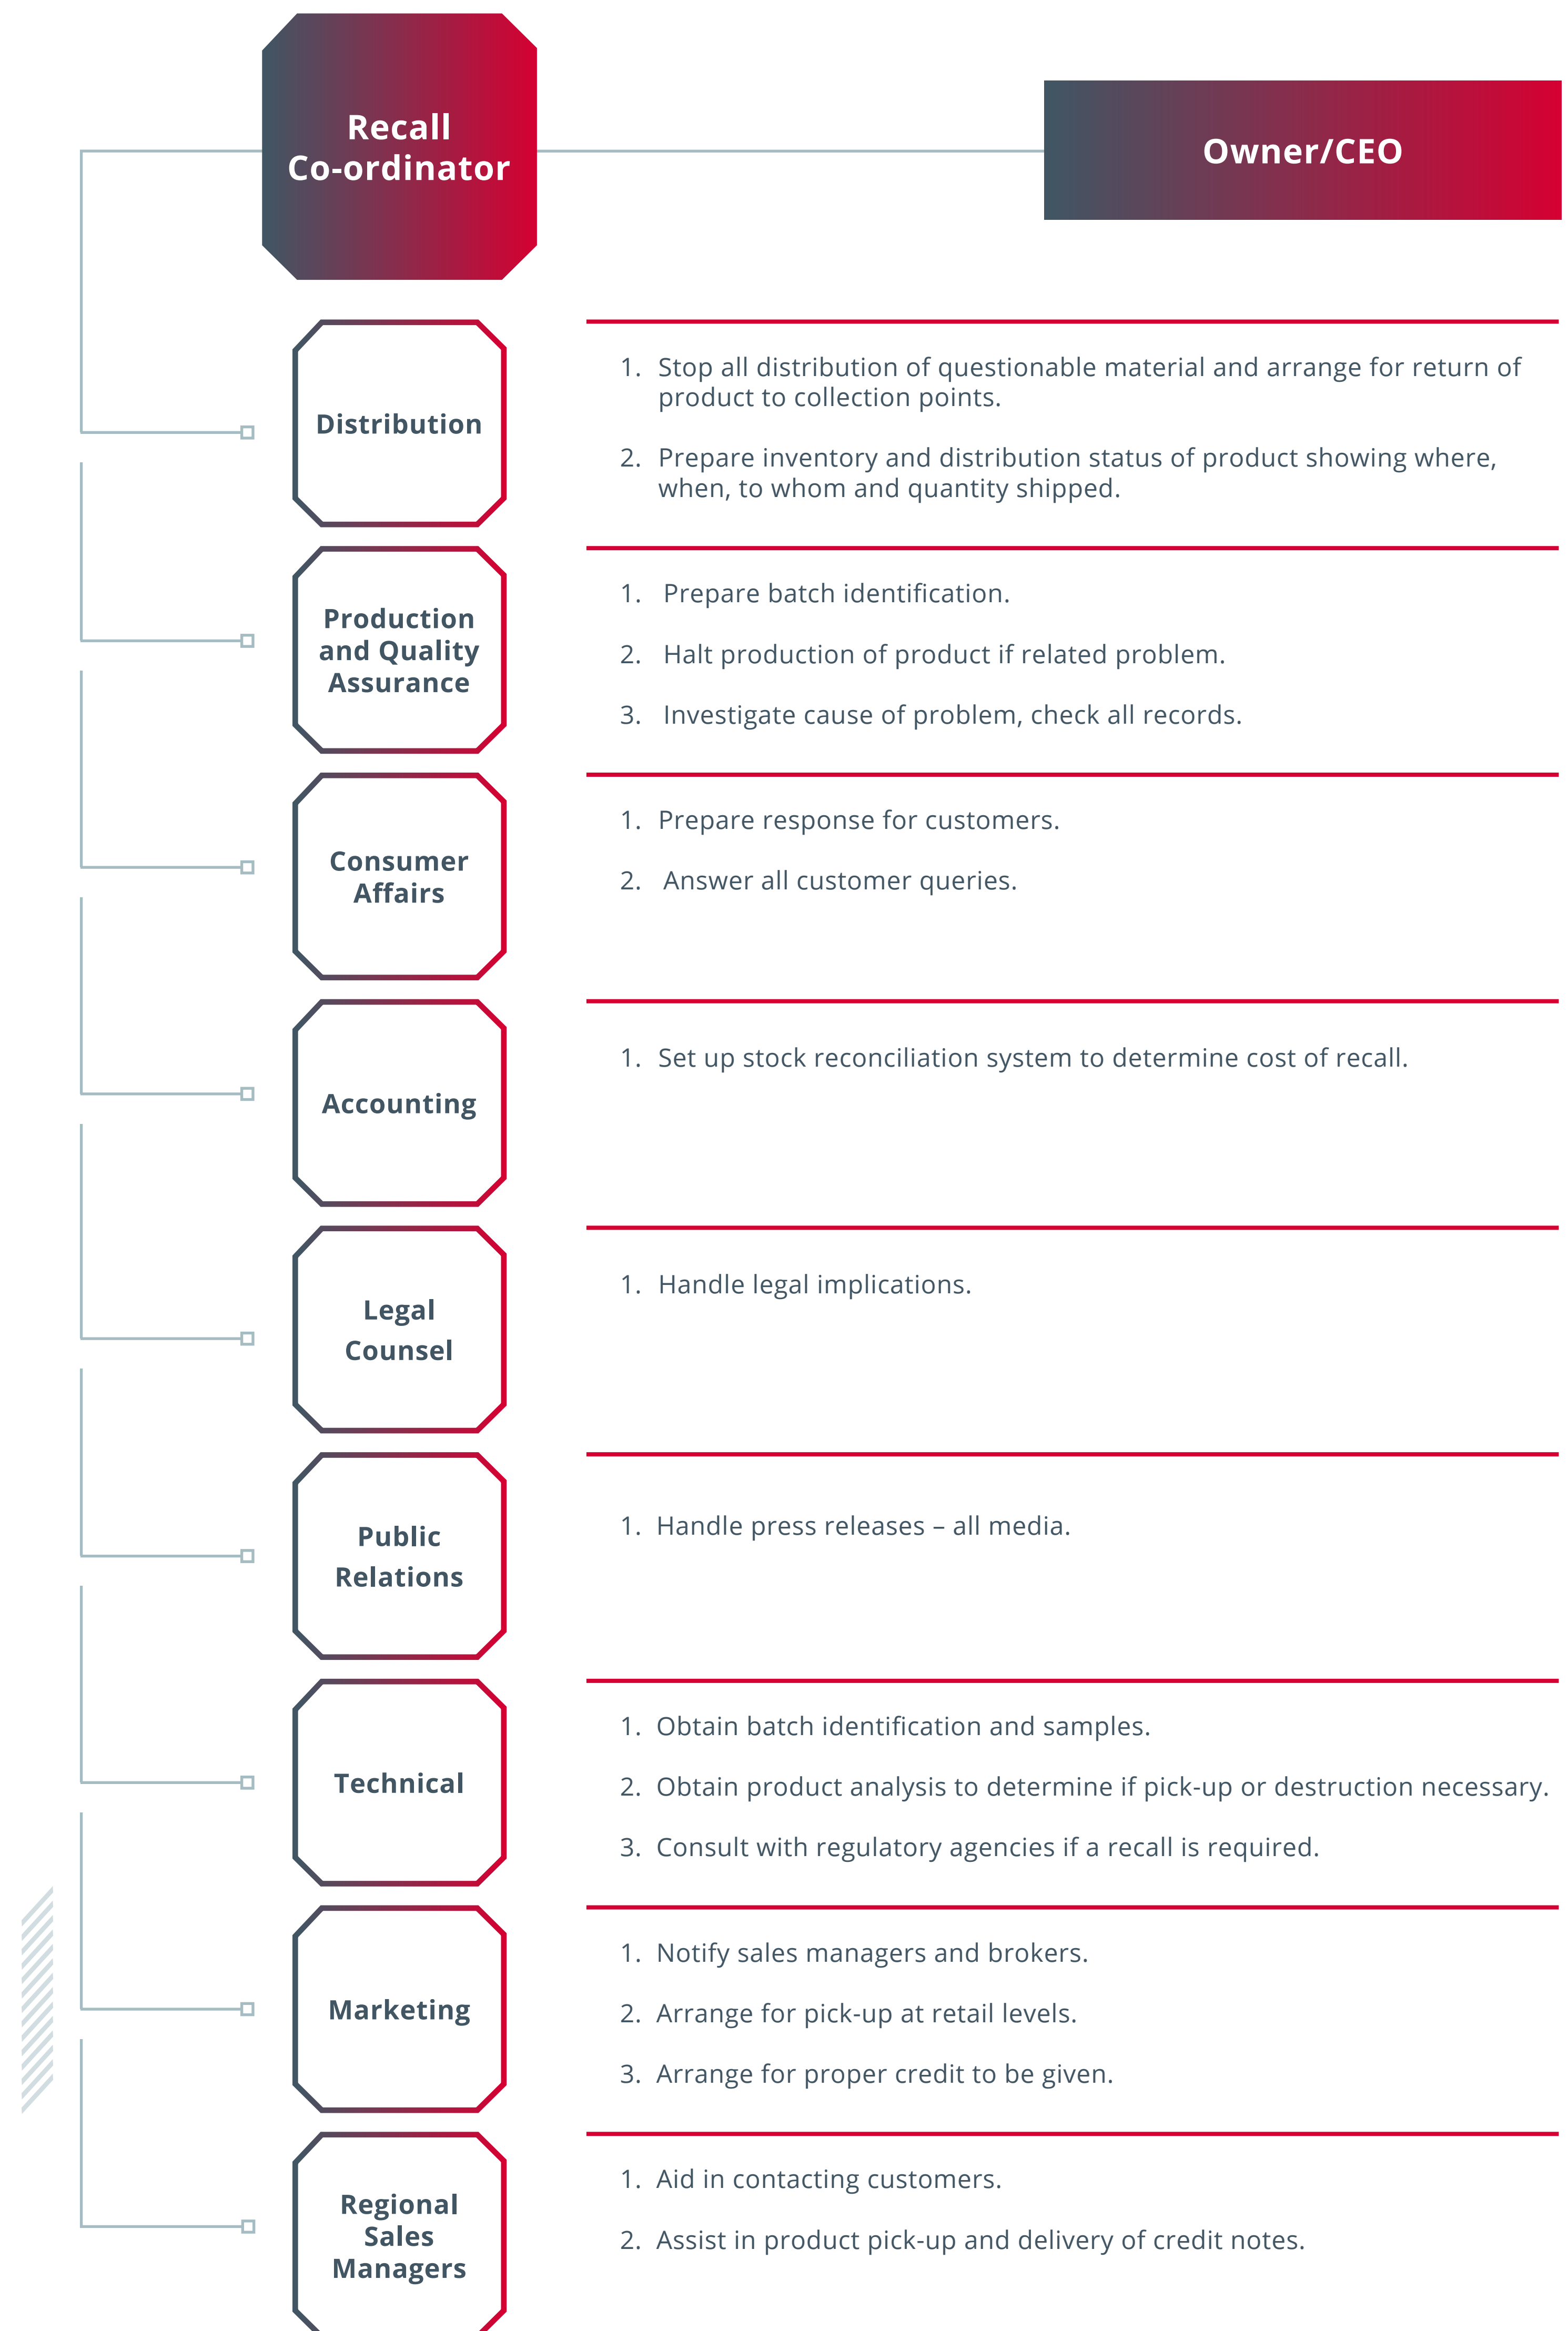 Recall
Co-ordinator
Owner/CEO
Distribution
1. Stop all distribution of questionable material and arrange for return of
product to collection points.
2. Prepare inventory and distribution status of product showing where,
when, to whom and quantity shipped.
Production
and Quality
Assurance
1. Prepare batch identification.
2. Halt production of product if related problem.
3. Investigate cause of problem, check all records.
Consumer
Affairs
1. Prepare response for customers.
2. Answer all customer queries.
Accounting
1. Set up stock reconciliation system to determine cost of recall.
Legal
Counsel
1. Handle legal implications.
Public
Relations
1. Handle press releases – all media.
Technical
1. Obtain batch identification and samples.
2. Obtain product analysis to determine if pick-up or destruction necessary.
3. Consult with regulatory agencies if a recall is required.
Marketing
1. Notify sales managers and brokers.
2. Arrange for pick-up at retail levels.
3. Arrange for proper credit to be given.
Regional
Sales
Managers
1. Aid in contacting customers.
2. Assist in product pick-up and delivery of credit notes.